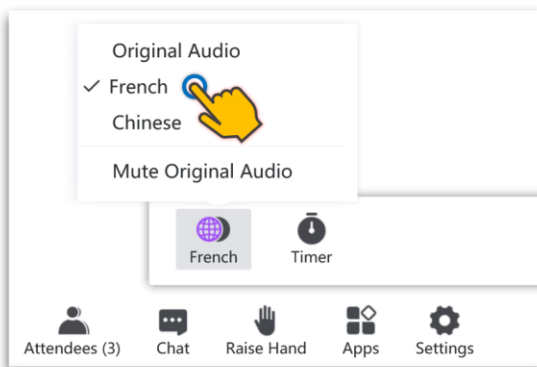 Original Audio
French
Chinese
Mute Original Audio
French Timer
Attendees (3) Chat Raise Hand Apps Settings